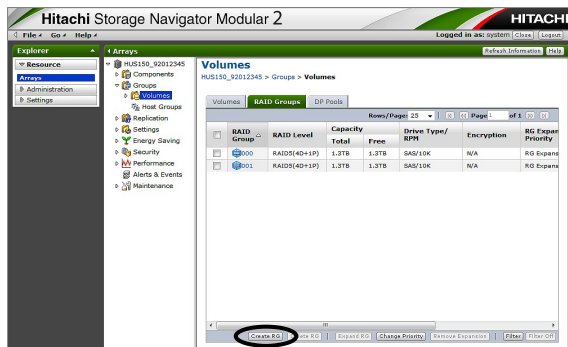 Hitachi Storage Navigator Modular 2
HITACHI
File Go Help
Logged in as: system Close Logout
Explorer
Arrays
Refresh Information Help
Resource
Arrays
Administration
Settings
HUS150_92012345
Components
Groups
Volumes
Host Groups
Replication
Settings
Energy Saving
Security
Performance
Alerts & Events
Maintenance
Volumes
HUS150_92012345 > Groups > Volumes
Volumes RAID Groups DP Pools
Rows/Page: 25 Page 1 of 1
RAID Group RAID Level Capacity Total Free Drive Type/ RPM Encryption RG Expan Priority
000 RAID5(4D+1P) 1.3TB 1.3TB SAS/10K N/A RG Expans
001 RAID5(4D+1P) 1.3TB 1.3TB SAS/10K N/A RG Expans
Create RG RG Expand RG Change Priority Remove Expansion Filter Filter Off